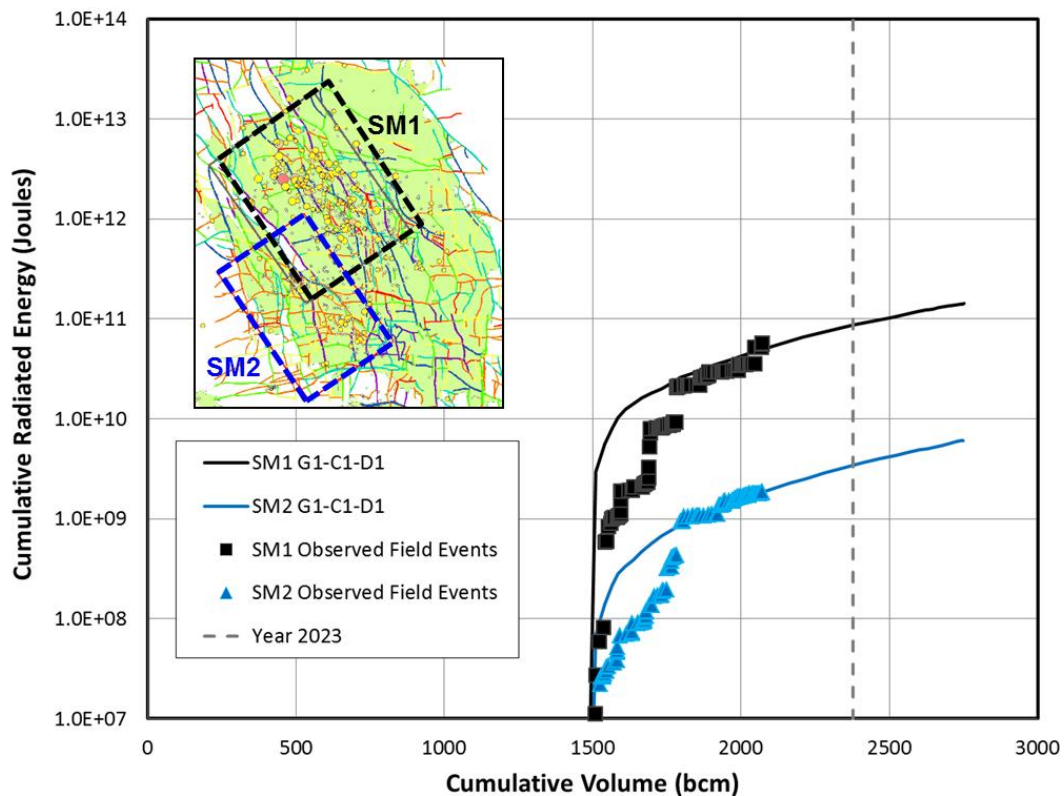 1.0E+14
1.0E+13
1.0E+12
1.0E+11
1.0E+10
1.0E+09
1.0E+08
1.0E+07
Cumulative Radiated Energy (Joules)
SM1
SM2
SM1 G1-C1-D1
SM2 G1-C1-D1
SM1 Observed Field Events
SM2 Observed Field Events
Year 2023
0 500 1000 1500 2000 2500 3000
Cumulative Volume (bcm)